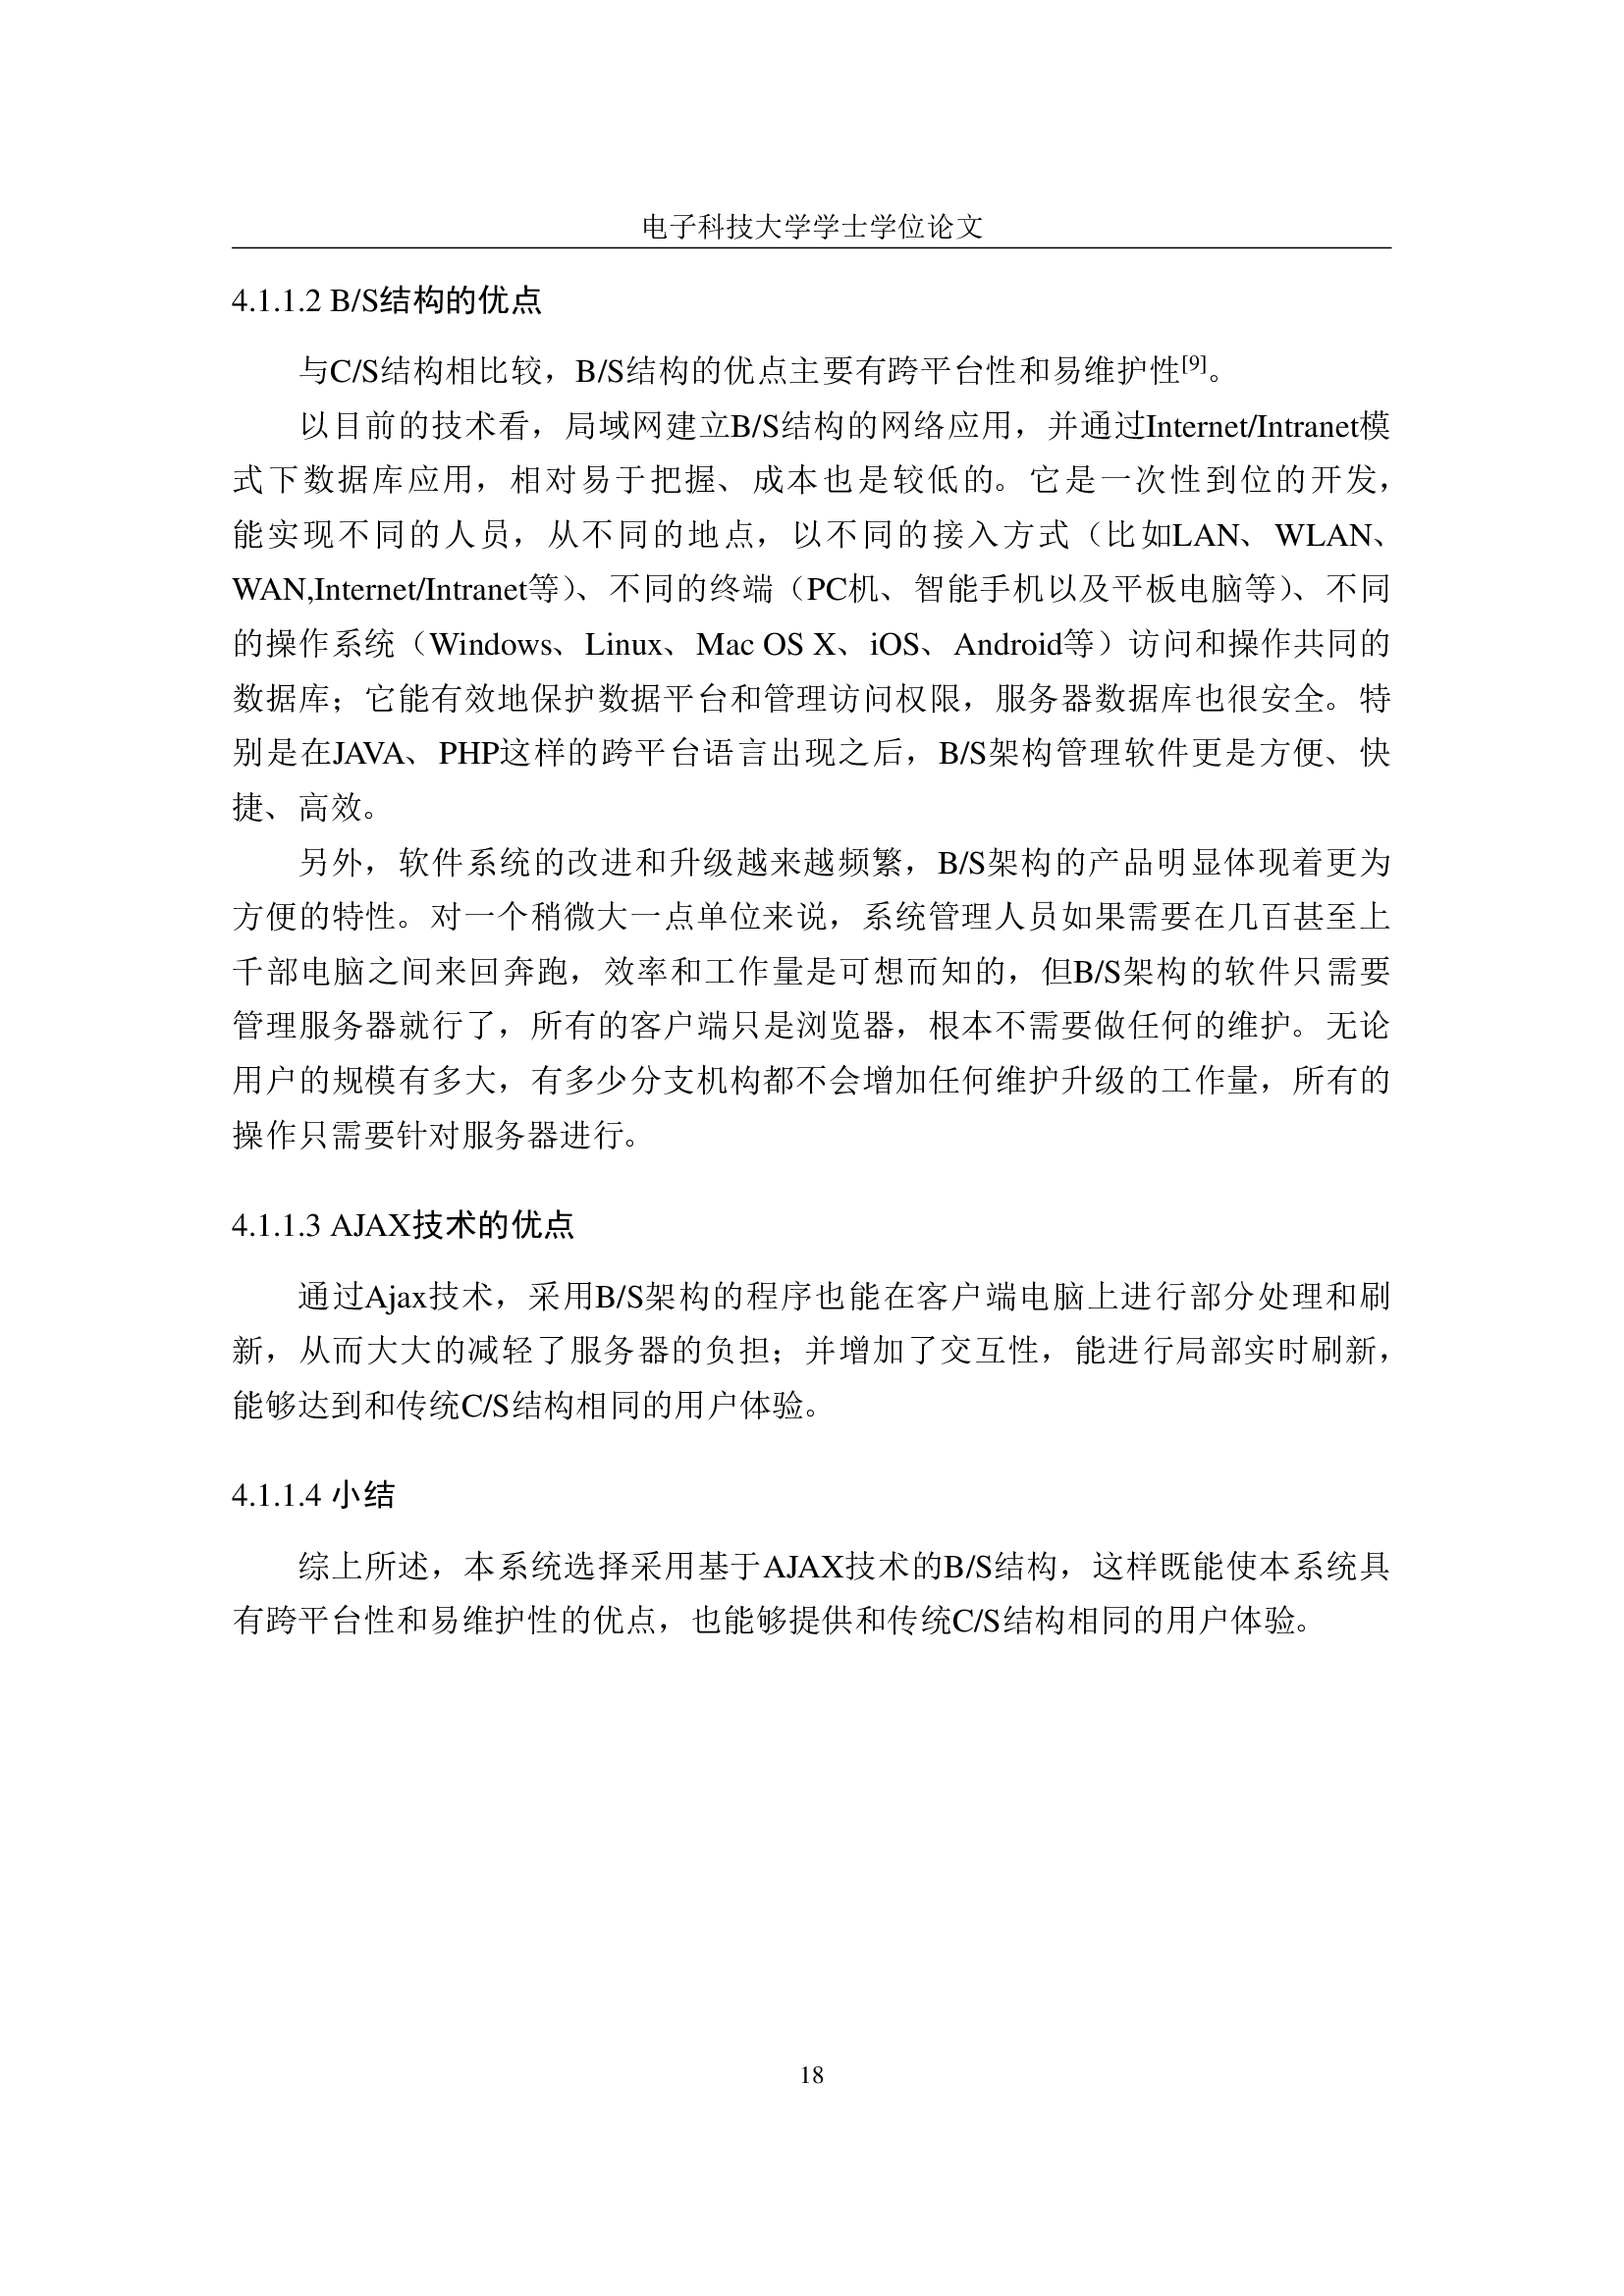 电子科技大学学士学位论文
4.1.1.2 B/S结构的优点
与C/S结构相比较，B/S结构的优点主要有跨平台性和易维护性[9]。
以目前的技术看，局域网建立B/S结构的网络应用，并通过Internet/Intranet模
式下数据库应用，相对易于把握、成本也是较低的。它是一次性到位的开发，
能实现不同的人员，从不同的地点，以不同的接入方式（比如LAN、WLAN、
WAN,Internet/Intranet等）、不同的终端（PC机、智能手机以及平板电脑等）、不同
的操作系统（Windows、Linux、Mac OS X、iOS、Android等）访问和操作共同的
数据库；它能有效地保护数据平台和管理访问权限，服务器数据库也很安全。特
别是在JAVA、PHP这样的跨平台语言出现之后，B/S架构管理软件更是方便、快
捷、高效。
另外，软件系统的改进和升级越来越频繁，B/S架构的产品明显体现着更为
方便的特性。对一个稍微大一点单位来说，系统管理人员如果需要在几百甚至上
千部电脑之间来回奔跑，效率和工作量是可想而知的，但B/S架构的软件只需要
管理服务器就行了，所有的客户端只是浏览器，根本不需要做任何的维护。无论
用户的规模有多大，有多少分支机构都不会增加任何维护升级的工作量，所有的
操作只需要针对服务器进行。
4.1.1.3 AJAX技术的优点
通过Ajax技术，采用B/S架构的程序也能在客户端电脑上进行部分处理和刷
新，从而大大的减轻了服务器的负担；并增加了交互性，能进行局部实时刷新，
能够达到和传统C/S结构相同的用户体验。
4.1.1.4 小结
综上所述，本系统选择采用基于AJAX技术的B/S结构，这样既能使本系统具
有跨平台性和易维护性的优点，也能够提供和传统C/S结构相同的用户体验。
18